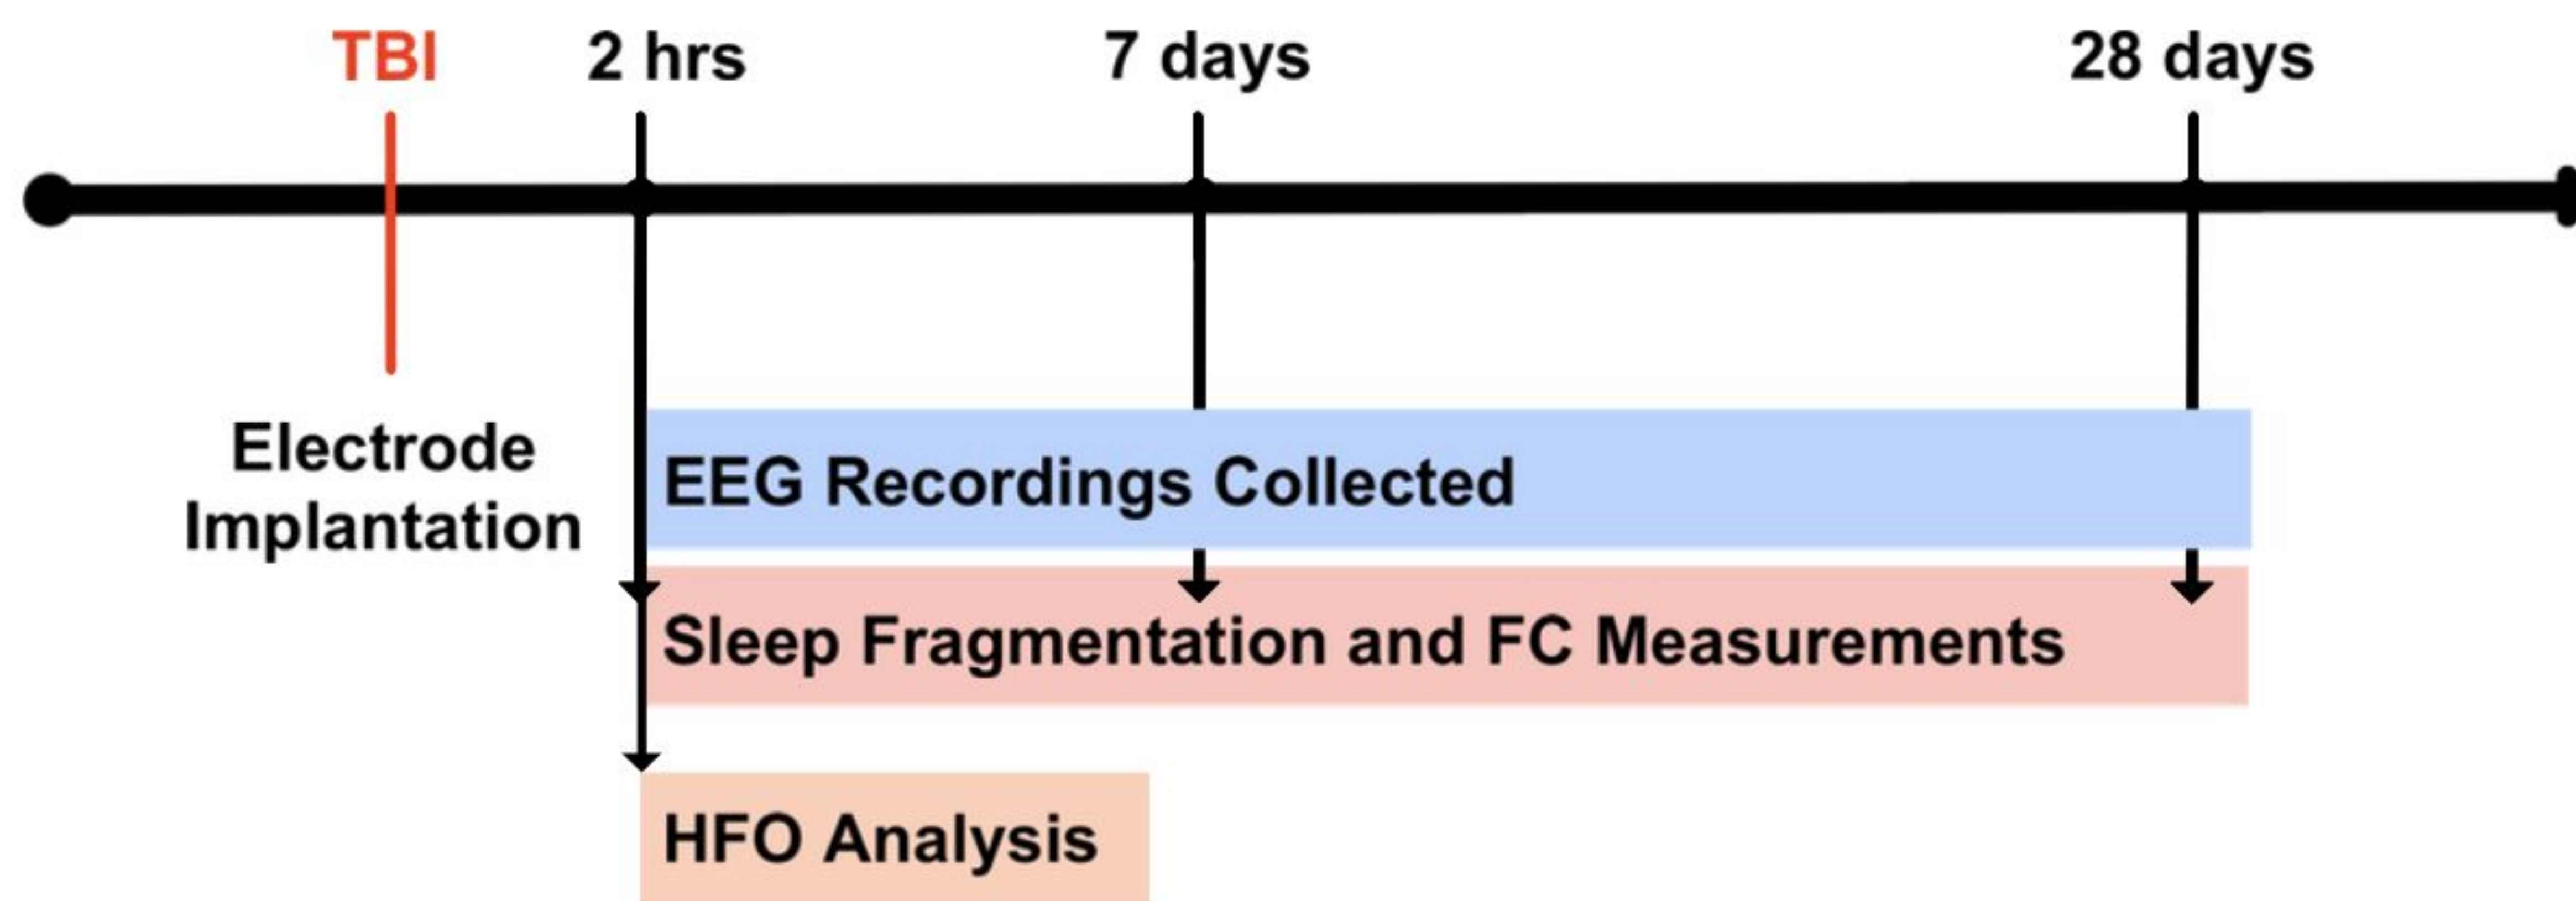 TBI 2 hrs 7 days 28 days
Electrode
Implantation
EEG Recordings Collected
Sleep Fragmentation and FC Measurements
HFO Analysis